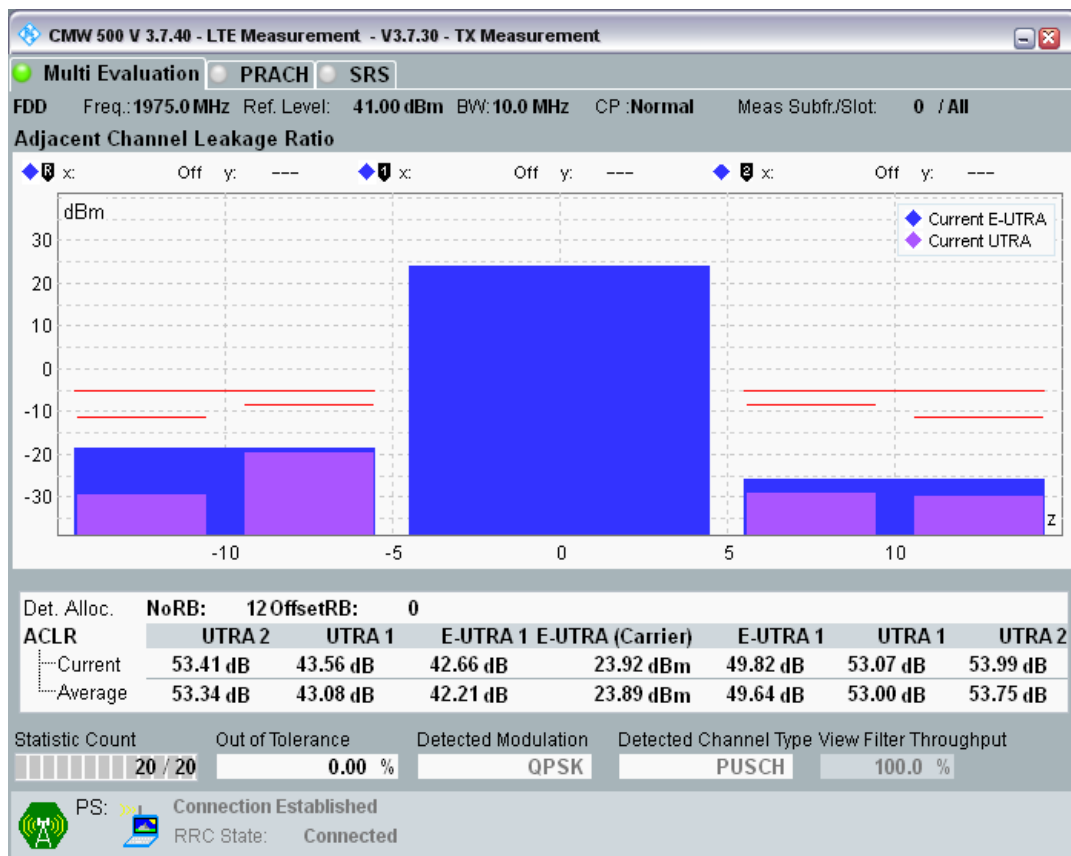 CMW 500 V 3.7.40 - LTE Measurement - V3.7.30 - TX Measurement
Multi Evaluation PRACH SRS
FDD Freq.: 1975.0 MHz Ref. Level: 41.00 dBm BW: 10.0 MHz CP : Normal Meas Subfr./Slot: 0 / All
Adjacent Channel Leakage Ratio
R x: Off y: --- 1 x: Off y: --- 2 x: Off y: ---
dBm
Current E-UTRA
Current UTRA
30
20
10
0
-10
-20
-30
z
-10 -5 0 5 10
Det. Alloc. NoRB: 12 OffsetRB: 0
ACLR UTRA 2 UTRA 1 E-UTRA 1 E-UTRA (Carrier) E-UTRA 1 UTRA 1 UTRA 2
Current 53.41 dB 43.56 dB 42.66 dB 23.92 dBm 49.82 dB 53.07 dB 53.99 dB
Average 53.34 dB 43.08 dB 42.21 dB 23.89 dBm 49.64 dB 53.00 dB 53.75 dB
Statistic Count Out of Tolerance Detected Modulation Detected Channel Type View Filter Throughput
20 / 20 0.00 % QPSK PUSCH 100.0 %
PS: Connection Established
RRC State: Connected